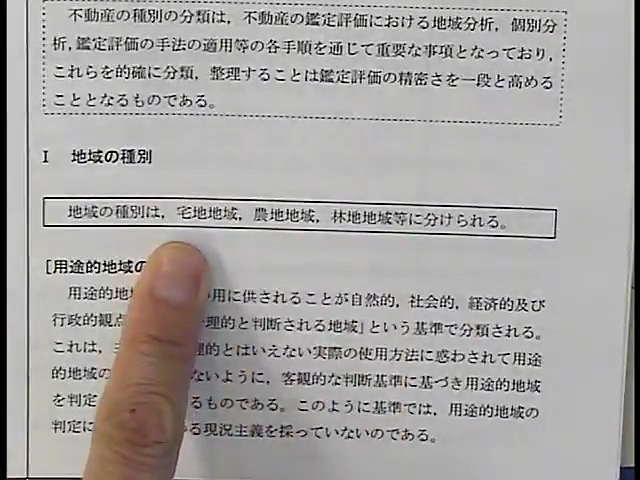 不動産の種別の分類は，不動産の鑑定評価における地域分析，個別分
析，鑑定評価の手法の適用等の各手順を通じて重要な事項となっており，
これらを的確に分類，整理することは鑑定評価の精密さを一段と高める
こととなるものである。
I 地域の種別
地域の種別は，宅地地域，農地地域，林地地域等に分けられる。
[用途的地域の
用途的地 用に供されることが自然的，社会的，経済的及び
行政的観点 理的と判断される地域」という基準で分類される。
これは， 理的とはいえない実際の使用方法に惑わされて用途
的地域の ないように，客観的な判断基準に基づき用途的地域
を判定 るものである。このように基準では，用途的地域の
判定に る現況主義を採っていないのである。